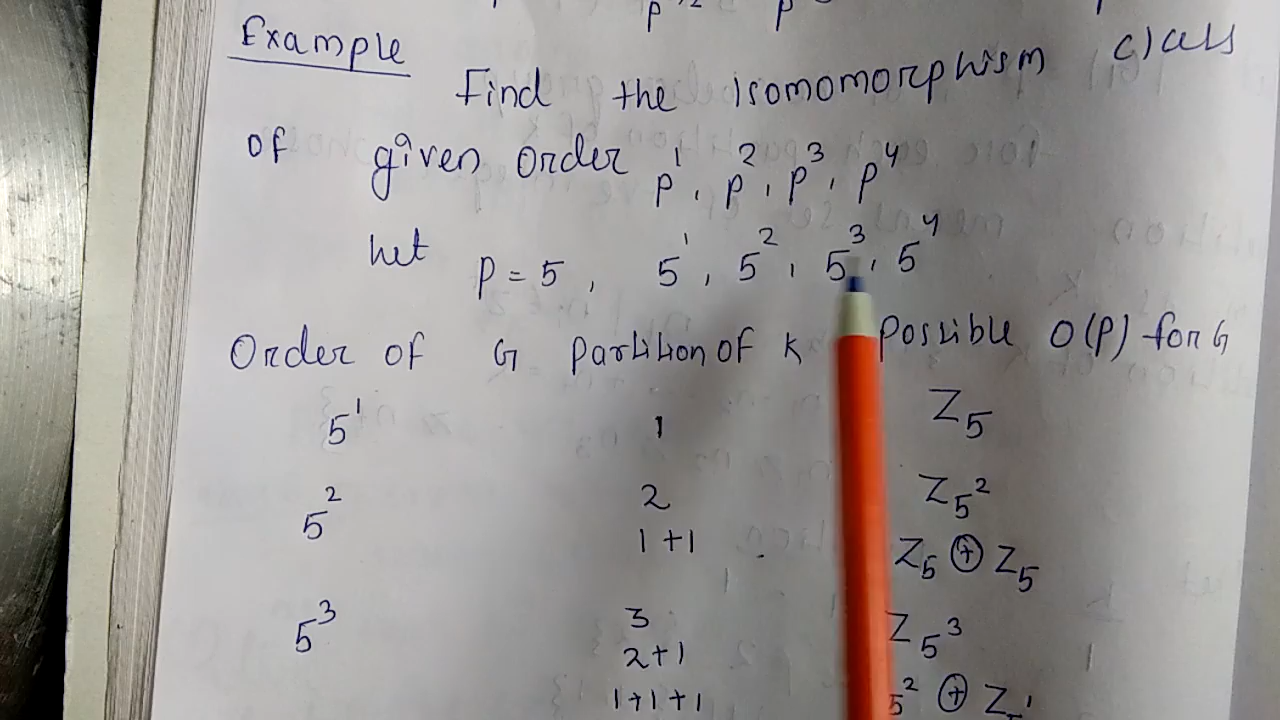 p p
Example
Find the Isomomorphism class
of given order p¹, p², p³, p⁴
Let p = 5, 5¹, 5², 5³, 5⁴
Order of G Partition of K Possible O(P) for G
5¹ 1 Z₅
5² 2 Z₅²
1+1 Z₅ ⊕ Z₅
5³ 3 Z₅³
2+1
1+1+1 5² ⊕ Z₅¹